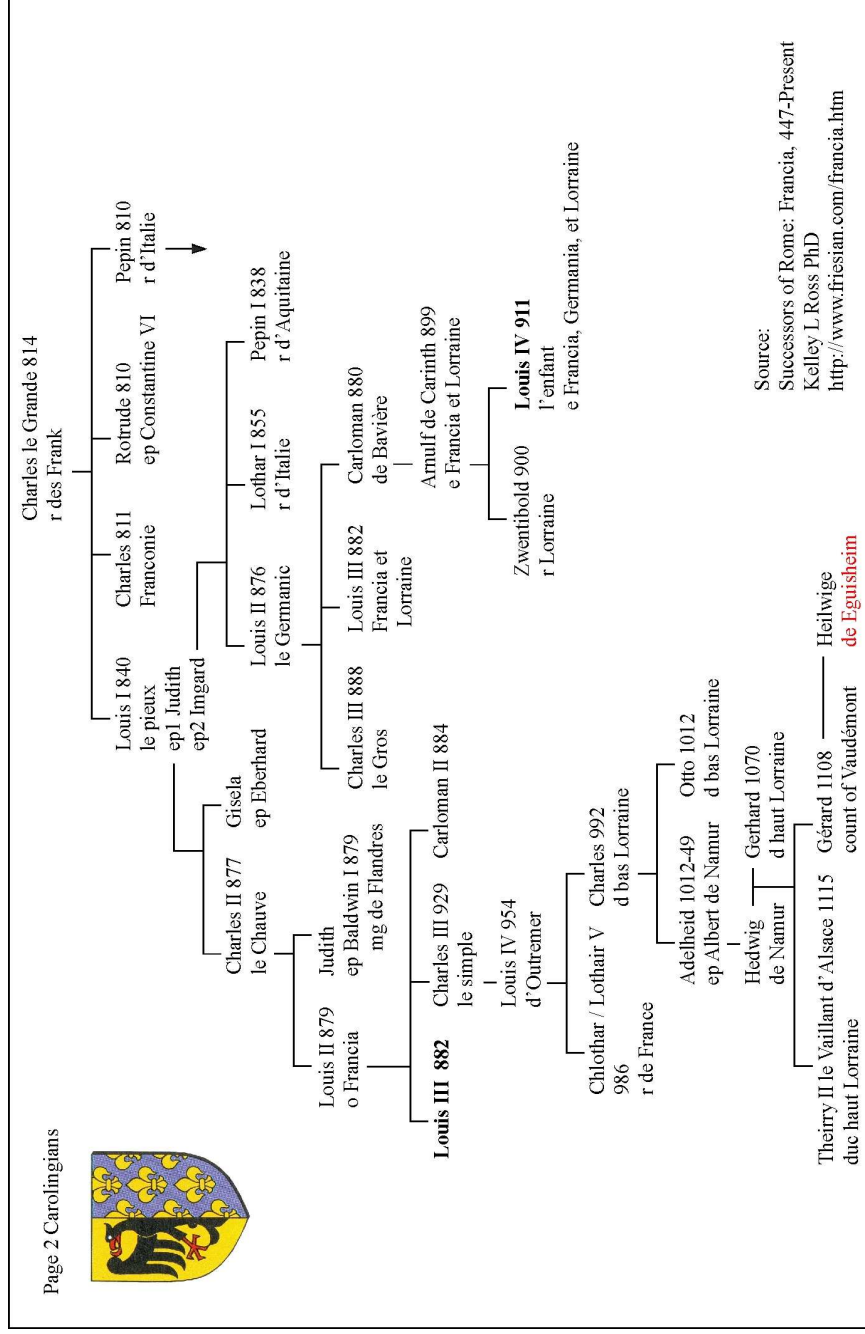 Page 2 Carolingians
Charles le Grande 814
r des Frank
Louis I 840
le pieux
ep1 Judith
ep2 Imgard
Charles 811
Franconie
Rotrude 810
ep Constantine VI
Pepin 810
r d'Italie
Charles II 877
le Chauve
Gisela
ep Eberhard
Louis II 876
le Germanic
Lothar I 855
r d'Italie
Pepin I 838
r d'Aquitaine
Louis II 879
o Francia
Judith
ep Baldwin I 879
mg de Flandres
Charles III 888
le Gros
Louis III 882
Francia et
Lorraine
Carloman 880
de Bavière
Louis III 882
Charles III 929
le simple
Carloman II 884
Arnulf de Carinth 899
e Francia et Lorraine
Louis IV 954
d'Outremer
Zwentibold 900
r Lorraine
Louis IV 911
l'enfant
e Francia, Germania, et Lorraine
Chlothar / Lothair V
986
r de France
Charles 992
d bas Lorraine
Adelheid 1012-49
ep Albert de Namur
Otto 1012
d bas Lorraine
Hedwig
de Namur
Gerhard 1070
d haut Lorraine
Theirry II le Vaillant d'Alsace 1115
duc haut Lorraine
Gérard 1108
count of Vaudémont
Heilwige
de Eguisheim
Source:
Successors of Rome: Francia, 447-Present
Kelley L Ross PhD
http://www.friesian.com/francia.htm